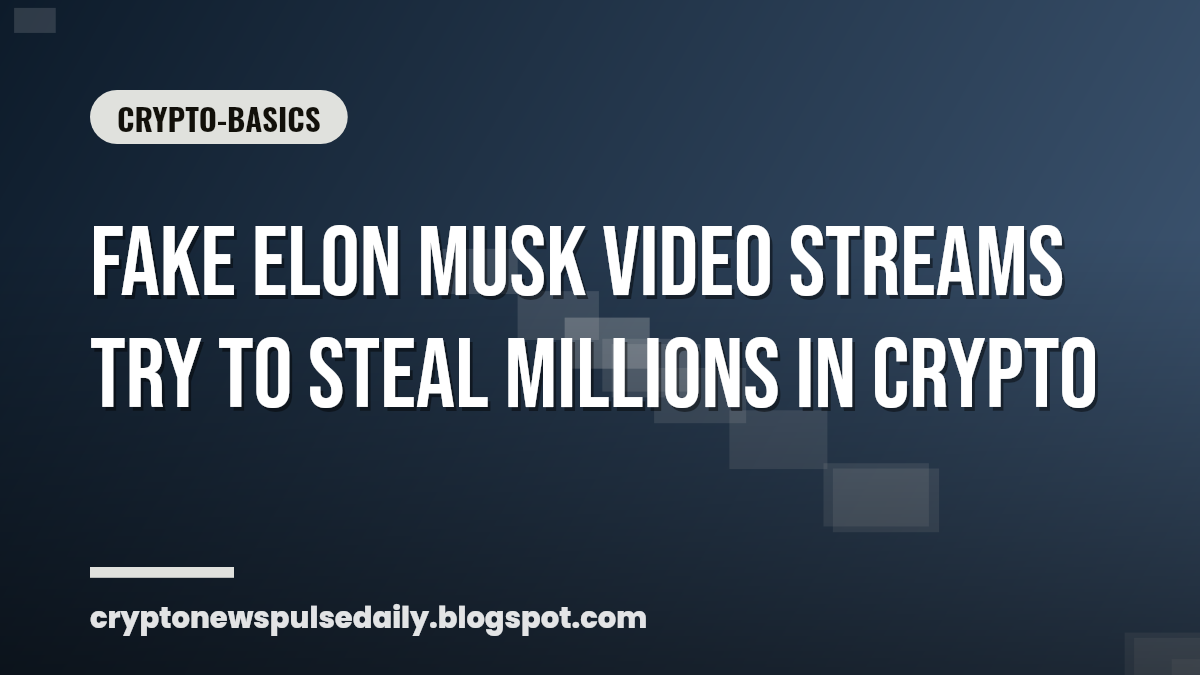 CRYPTO-BASICS
FAKE ELON MUSK VIDEO STREAMS
TRY TO STEAL MILLIONS IN CRYPTO
cryptonewspulsedaily.blogspot.com